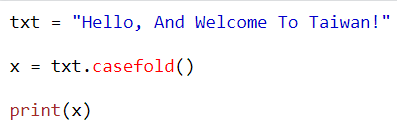 txt = "Hello, And Welcome To Taiwan!"
x = txt.casefold()
print(x)